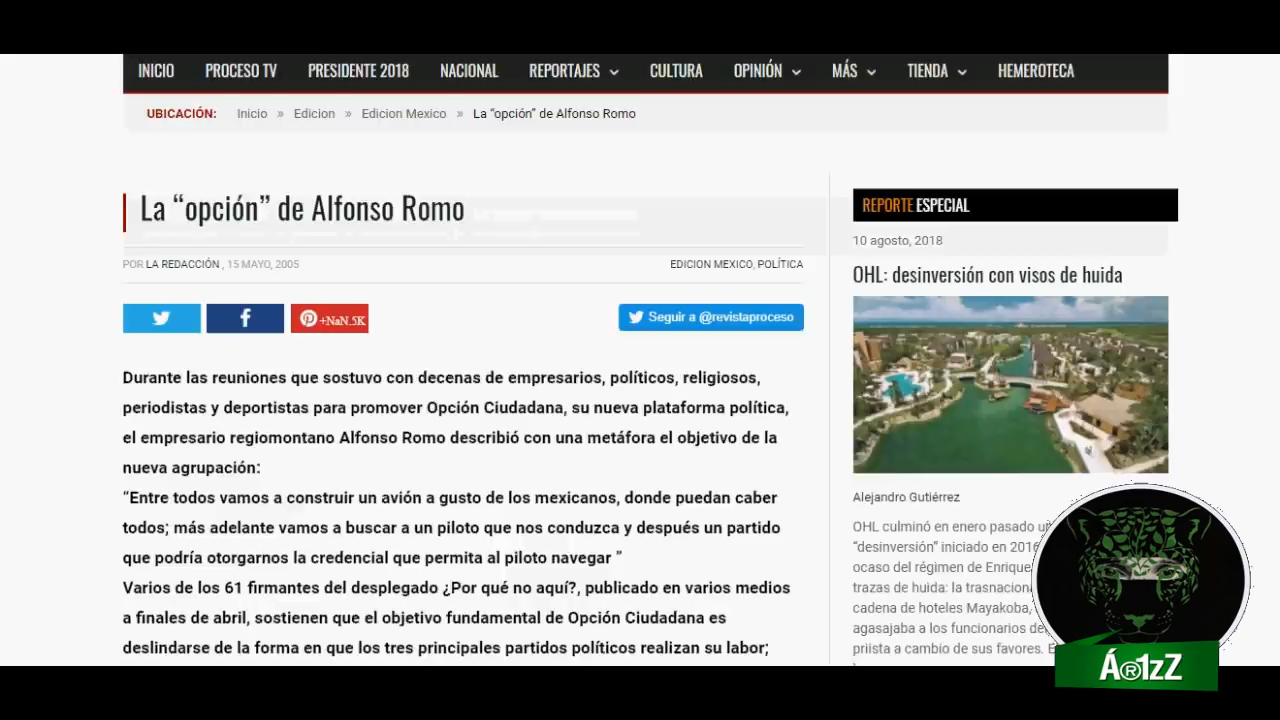 INICIO PROCESO TV PRESIDENTE 2018 NACIONAL REPORTAJES CULTURA OPINIÓN MÁS TIENDA HEMEROTECA
UBICACIÓN: Inicio » Edicion » Edicion Mexico » La “opción” de Alfonso Romo
La “opción” de Alfonso Romo
POR LA REDACCIÓN , 15 MAYO, 2005
EDICION MEXICO, POLÍTICA
+NaN.5K
Seguir a @revistaproceso
Durante las reuniones que sostuvo con decenas de empresarios, políticos, religiosos,
periodistas y deportistas para promover Opción Ciudadana, su nueva plataforma política,
el empresario regiomontano Alfonso Romo describió con una metáfora el objetivo de la
nueva agrupación:
“Entre todos vamos a construir un avión a gusto de los mexicanos, donde puedan caber
todos; más adelante vamos a buscar a un piloto que nos conduzca y después un partido
que podría otorgarnos la credencial que permita al piloto navegar ”
Varios de los 61 firmantes del desplegado ¿Por qué no aquí?, publicado en varios medios
a finales de abril, sostienen que el objetivo fundamental de Opción Ciudadana es
deslindarse de la forma en que los tres principales partidos políticos realizan su labor;
REPORTE ESPECIAL
10 agosto, 2018
OHL: desinversión con visos de huida
Alejandro Gutiérrez
OHL culminó en enero pasado
“desinversión” iniciado en 2016
ocaso del régimen de Enrique
trazas de huida: la
cadena de hoteles Mayakoba,
agasajaba a los funcionarios
priista a cambio de sus favores.
Á®1zZ